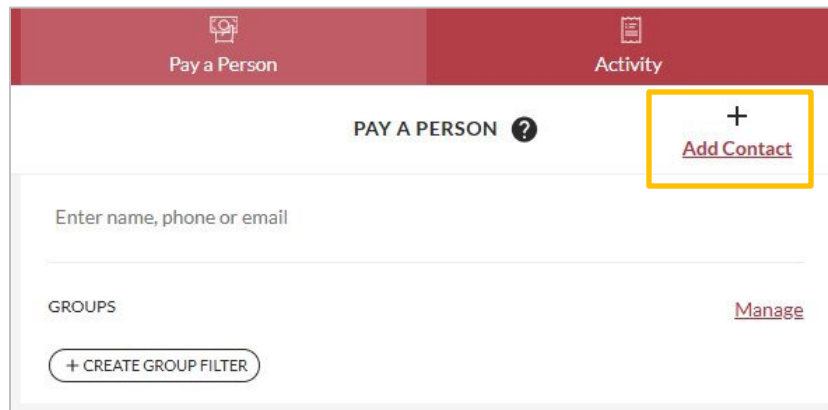 Pay a Person
Activity
PAY A PERSON ?
+
Add Contact
Enter name, phone or email
GROUPS
Manage
+ CREATE GROUP FILTER